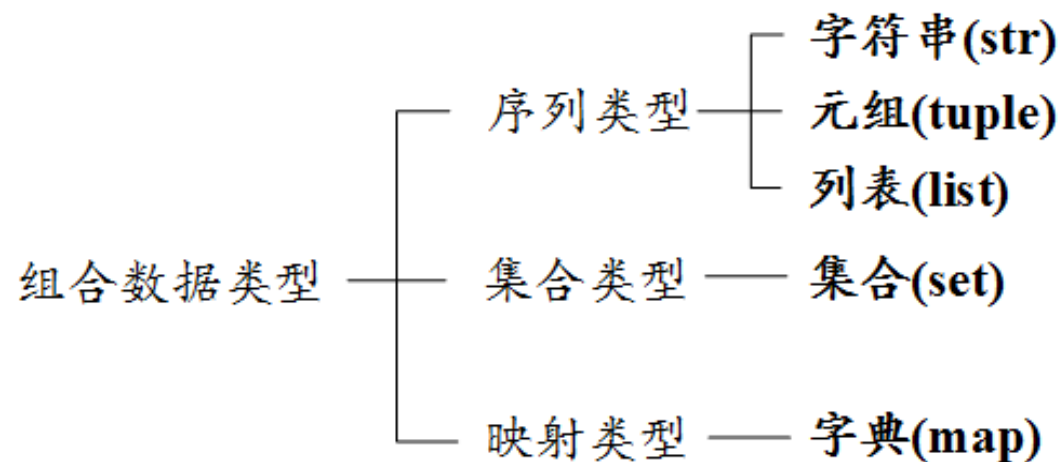 组合数据类型
序列类型
字符串(str)
元组(tuple)
列表(list)
集合类型
集合(set)
映射类型
字典(map)